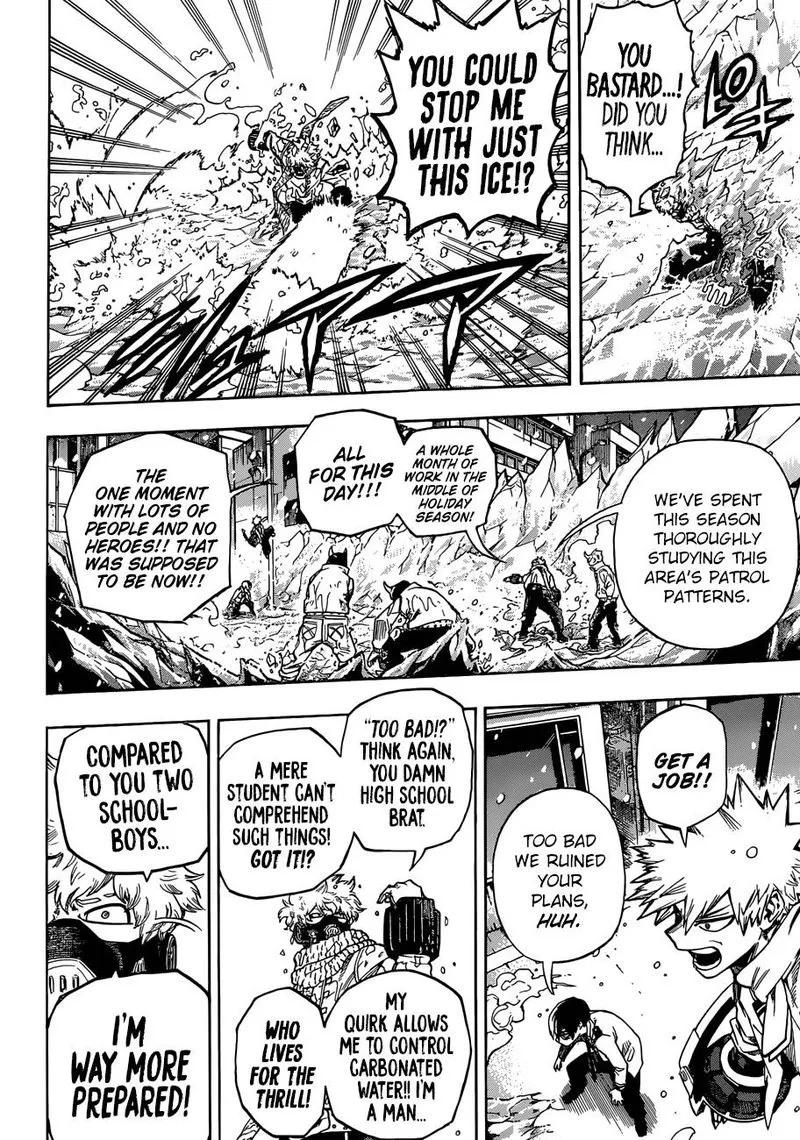 YOU
BASTARD...!
DID YOU
THINK...
ピキ
YOU COULD
STOP ME
WITH JUST
THIS ICE!?
WE'VE SPENT
THIS SEASON
THOROUGHLY
STUDYING THIS
AREA'S PATROL
PATTERNS.
A WHOLE
MONTH OF
WORK IN THE
MIDDLE OF
HOLIDAY
SEASON!
ALL
FOR THIS
DAY!!!
THE
ONE MOMENT
WITH LOTS OF
PEOPLE AND NO
HEROES!! THAT
WAS SUPPOSED
TO BE NOW!!
GET A
JOB!!
TOO BAD
WE RUINED
YOUR
PLANS,
HUH.
"TOO BAD!?"
THINK AGAIN,
YOU DAMN
HIGH SCHOOL
BRAT.
A MERE
STUDENT CAN'T
COMPREHEND
SUCH THINGS!
GOT IT!?
MY
QUIRK ALLOWS
ME TO CONTROL
CARBONATED
WATER!! I'M
A MAN...
WHO
LIVES FOR
THE THRILL!
COMPARED
TO YOU TWO
SCHOOL-
BOYS...
I'M
WAY MORE
PREPARED!